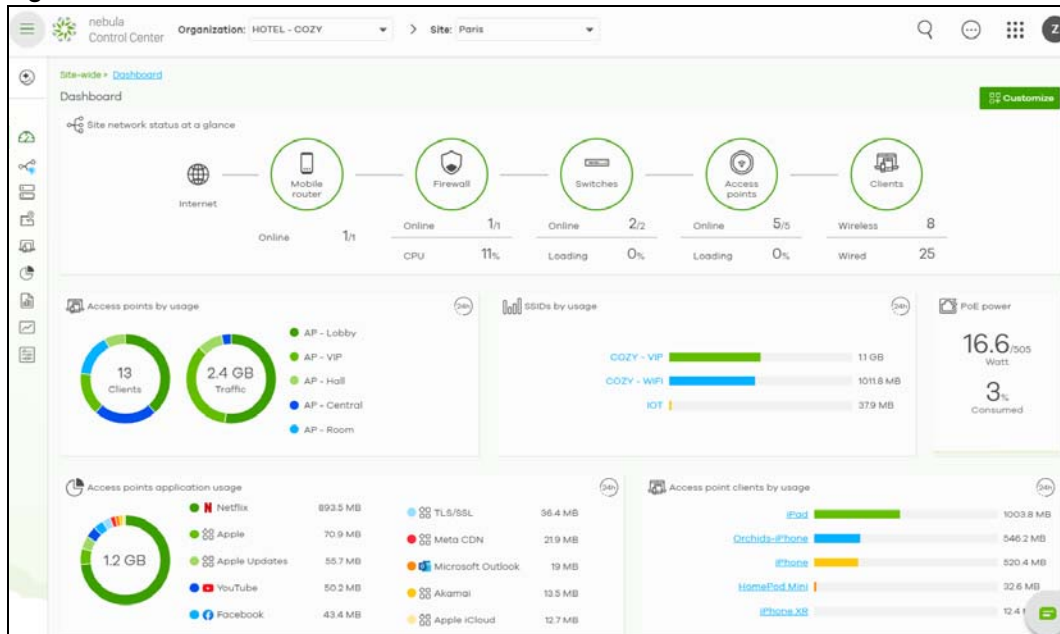 nebula
Control Center
Organization: HOTEL - COZY
Site: Paris
Z
Site-wide Dashboard
Dashboard
Customize
Site network status at a glance
Internet
Mobile router
Firewall
Switches
Access points
Clients
Online 1/1
Online 1/1
Online 2/2
Online 5/5
Wireless 8
CPU 11%
Loading 0%
Loading 0%
Wired 25
Access points by usage
24h
13
Clients
2.4 GB
Traffic
AP - Lobby
AP - VIP
AP - Hall
AP - Central
AP - Room
SSIDs by usage
24h
COZY - VIP 1.1 GB
COZY - WIFI 1011.8 MB
IOT 37.9 MB
PoE power
16.6/505
Watt
3%
Consumed
Access points application usage
24h
1.2 GB
Netflix 893.5 MB
Apple 70.9 MB
Apple Updates 55.7 MB
YouTube 50.2 MB
Facebook 43.4 MB
TLS/SSL 36.4 MB
Meta CDN 21.9 MB
Microsoft Outlook 19 MB
Akamai 13.5 MB
Apple iCloud 12.7 MB
Access point clients by usage
24h
iPad 1003.8 MB
Orchids-iPhone 546.2 MB
iPhone 520.4 MB
HomePod Mini 32.6 MB
iPhone XR 12.4